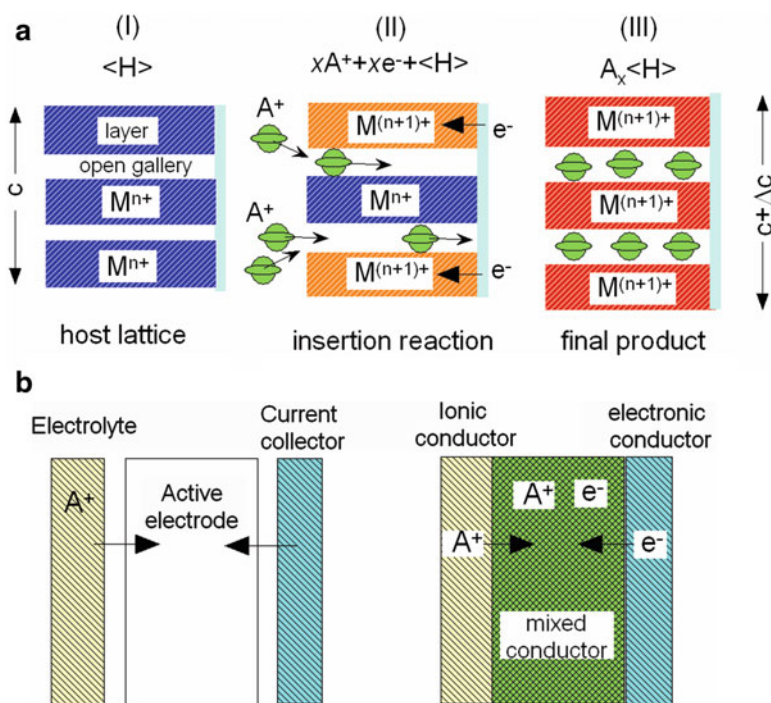 a
(I)
<H>
c
layer
open gallery
Mn+
Mn+
host lattice
(II)
xA++xe-+<H>
A+
A+
M(n+1)+
Mn+
M(n+1)+
e-
e-
insertion reaction
(III)
Ax<H>
M(n+1)+
M(n+1)+
M(n+1)+
c+Δc
final product
b
Electrolyte
Current
collector
A+
Active
electrode
Ionic
conductor
electronic
conductor
A+
e-
A+
e-
mixed
conductor